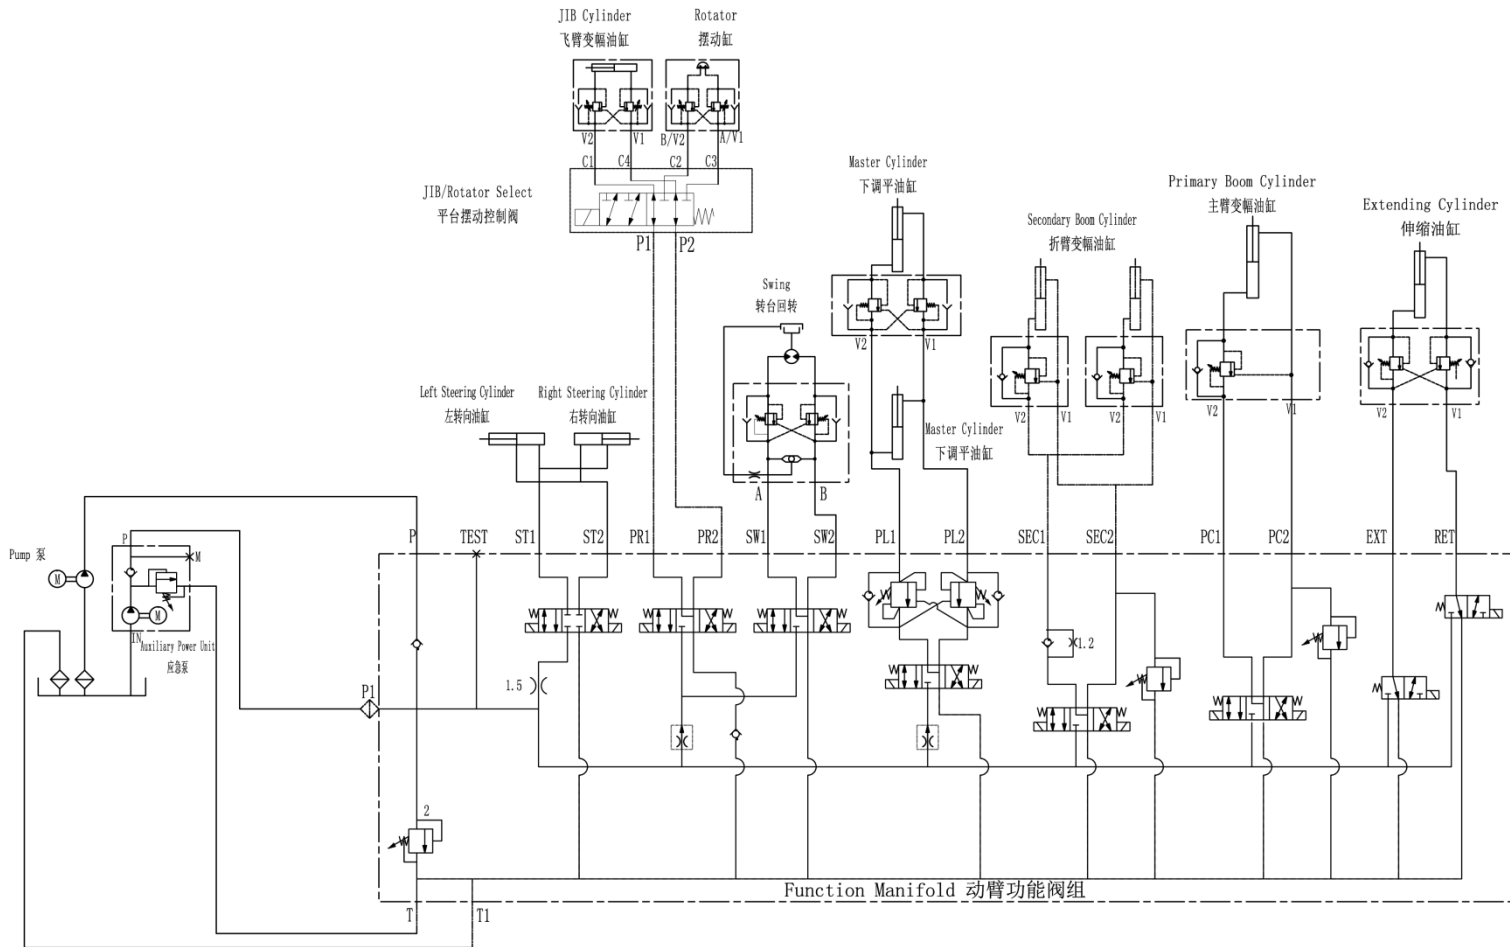 JIB Cylinder
飞臂变幅油缸
Rotator
摆动缸
V2
V1
B/V2
A/V1
C1
C4
C2
C3
JIB/Rotator Select
平台摆动控制阀
P1
P2
Master Cylinder
下调平油缸
V2
V1
Primary Boom Cylinder
主臂变幅油缸
Secondary Boom Cylinder
折臂变幅油缸
Extending Cylinder
伸缩油缸
Swing
转台回转
V2
V1
V2
V1
V2
V1
V2
V1
Left Steering Cylinder
左转向油缸
Right Steering Cylinder
右转向油缸
Master Cylinder
下调平油缸
A
B
P
TEST
ST1
ST2
PR1
PR2
SW1
SW2
PL1
PL2
SEC1
SEC2
PC1
PC2
EXT
RET
Pump 泵
M
P
M
M
IN
Auxiliary Power Unit
应急泵
P1
1.5
1.2
2
Function Manifold 动臂功能阀组
T
T1